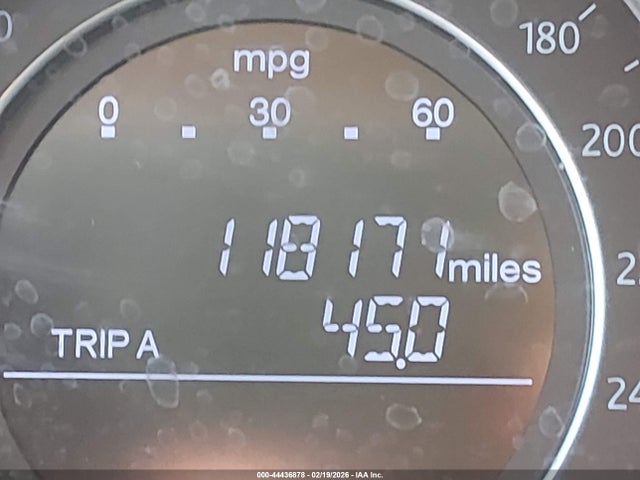 mpg
0 30 60
180
200
118171 miles
TRIP A 45.0
000-44436878 - 02/19/2026 - IAA Inc.